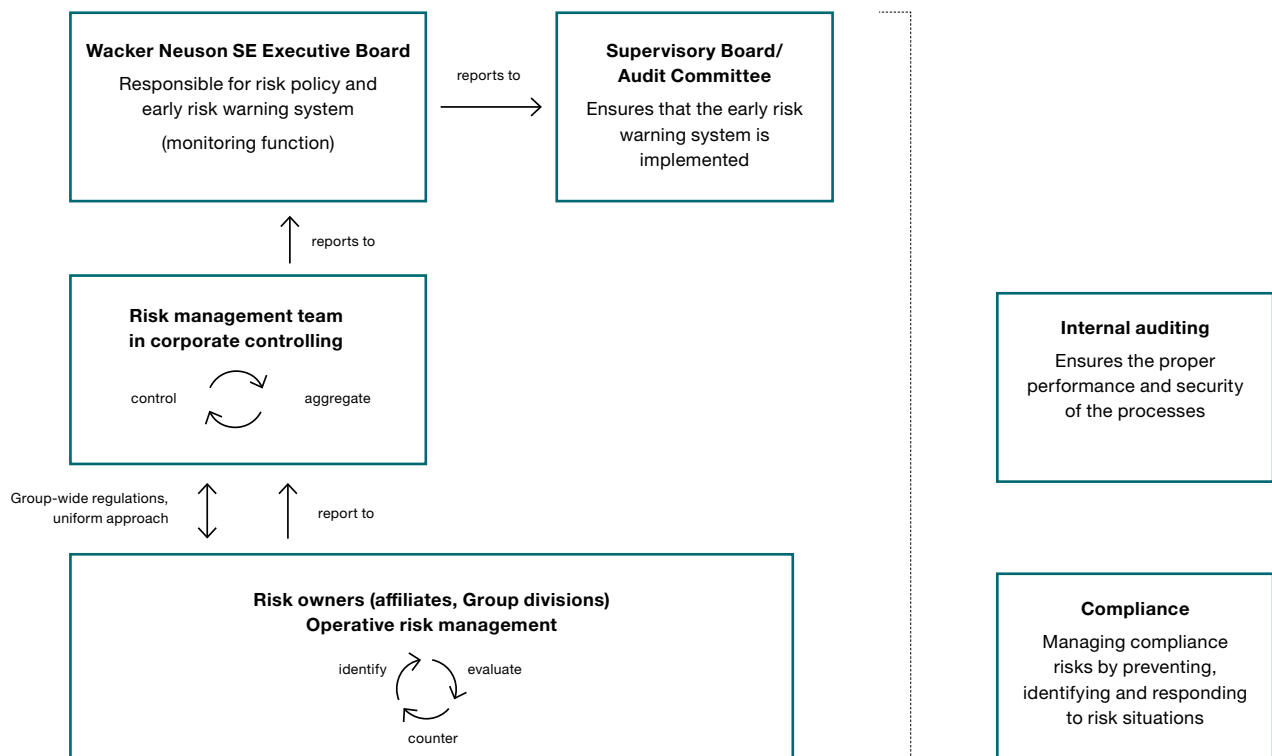 Wacker Neuson SE Executive Board
Responsible for risk policy and
early risk warning system
(monitoring function)
reports to
Supervisory Board/
Audit Committee
Ensures that the early risk
warning system is
implemented
reports to
Risk management team
in corporate controlling
control
aggregate
Internal auditing
Ensures the proper
performance and security
of the processes
Group-wide regulations,
uniform approach
report to
Risk owners (affiliates, Group divisions)
Operative risk management
identify
evaluate
counter
Compliance
Managing compliance
risks by preventing,
identifying and responding
to risk situations